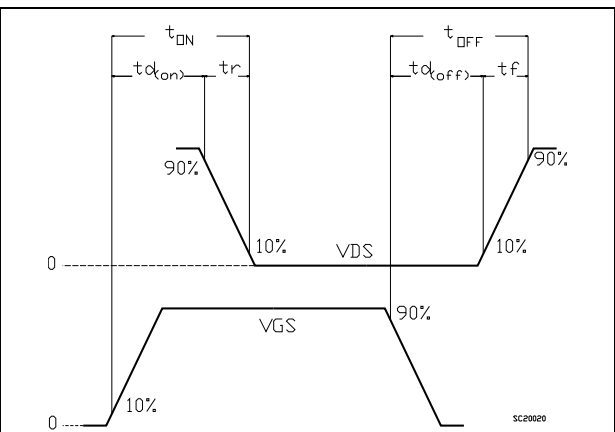 tON tOFF
td(on) tr td(off) tf
90% 90%
10% VDS 10%
0
VGS 90%
10%
0 SC20020